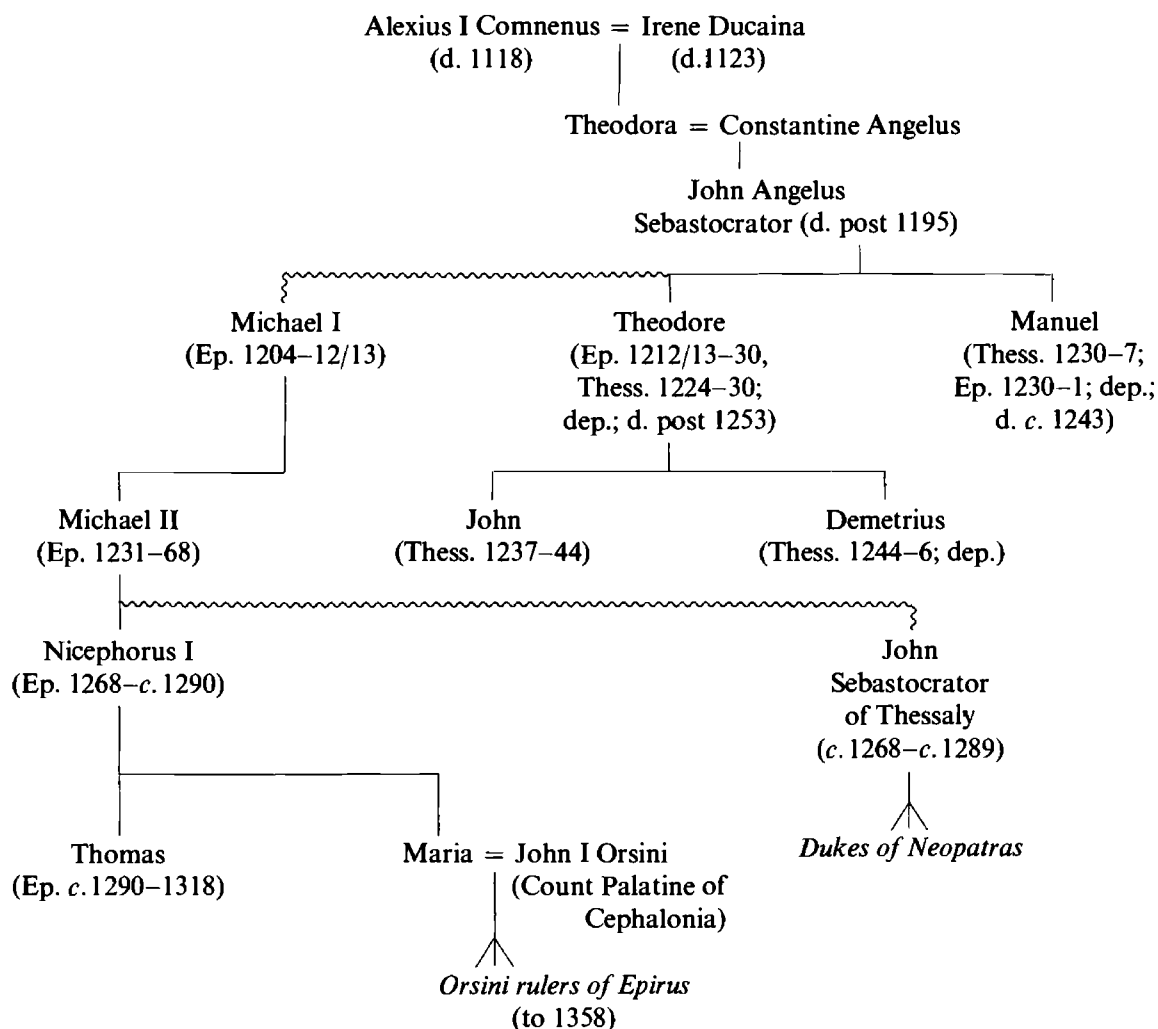 Alexius I Comnenus = Irene Ducaina
(d. 1118) (d.1123)
Theodora = Constantine Angelus
John Angelus
Sebastocrator (d. post 1195)
Michael I
(Ep. 1204–12/13)
Theodore
(Ep. 1212/13–30,
Thess. 1224–30;
dep.; d. post 1253)
Manuel
(Thess. 1230–7;
Ep. 1230–1; dep.;
d. c. 1243)
Michael II
(Ep. 1231–68)
John
(Thess. 1237–44)
Demetrius
(Thess. 1244–6; dep.)
Nicephorus I
(Ep. 1268–c. 1290)
John
Sebastocrator
of Thessaly
(c. 1268–c. 1289)
Thomas
(Ep. c. 1290–1318)
Maria = John I Orsini
(Count Palatine of
Cephalonia)
Dukes of Neopatras
Orsini rulers of Epirus
(to 1358)